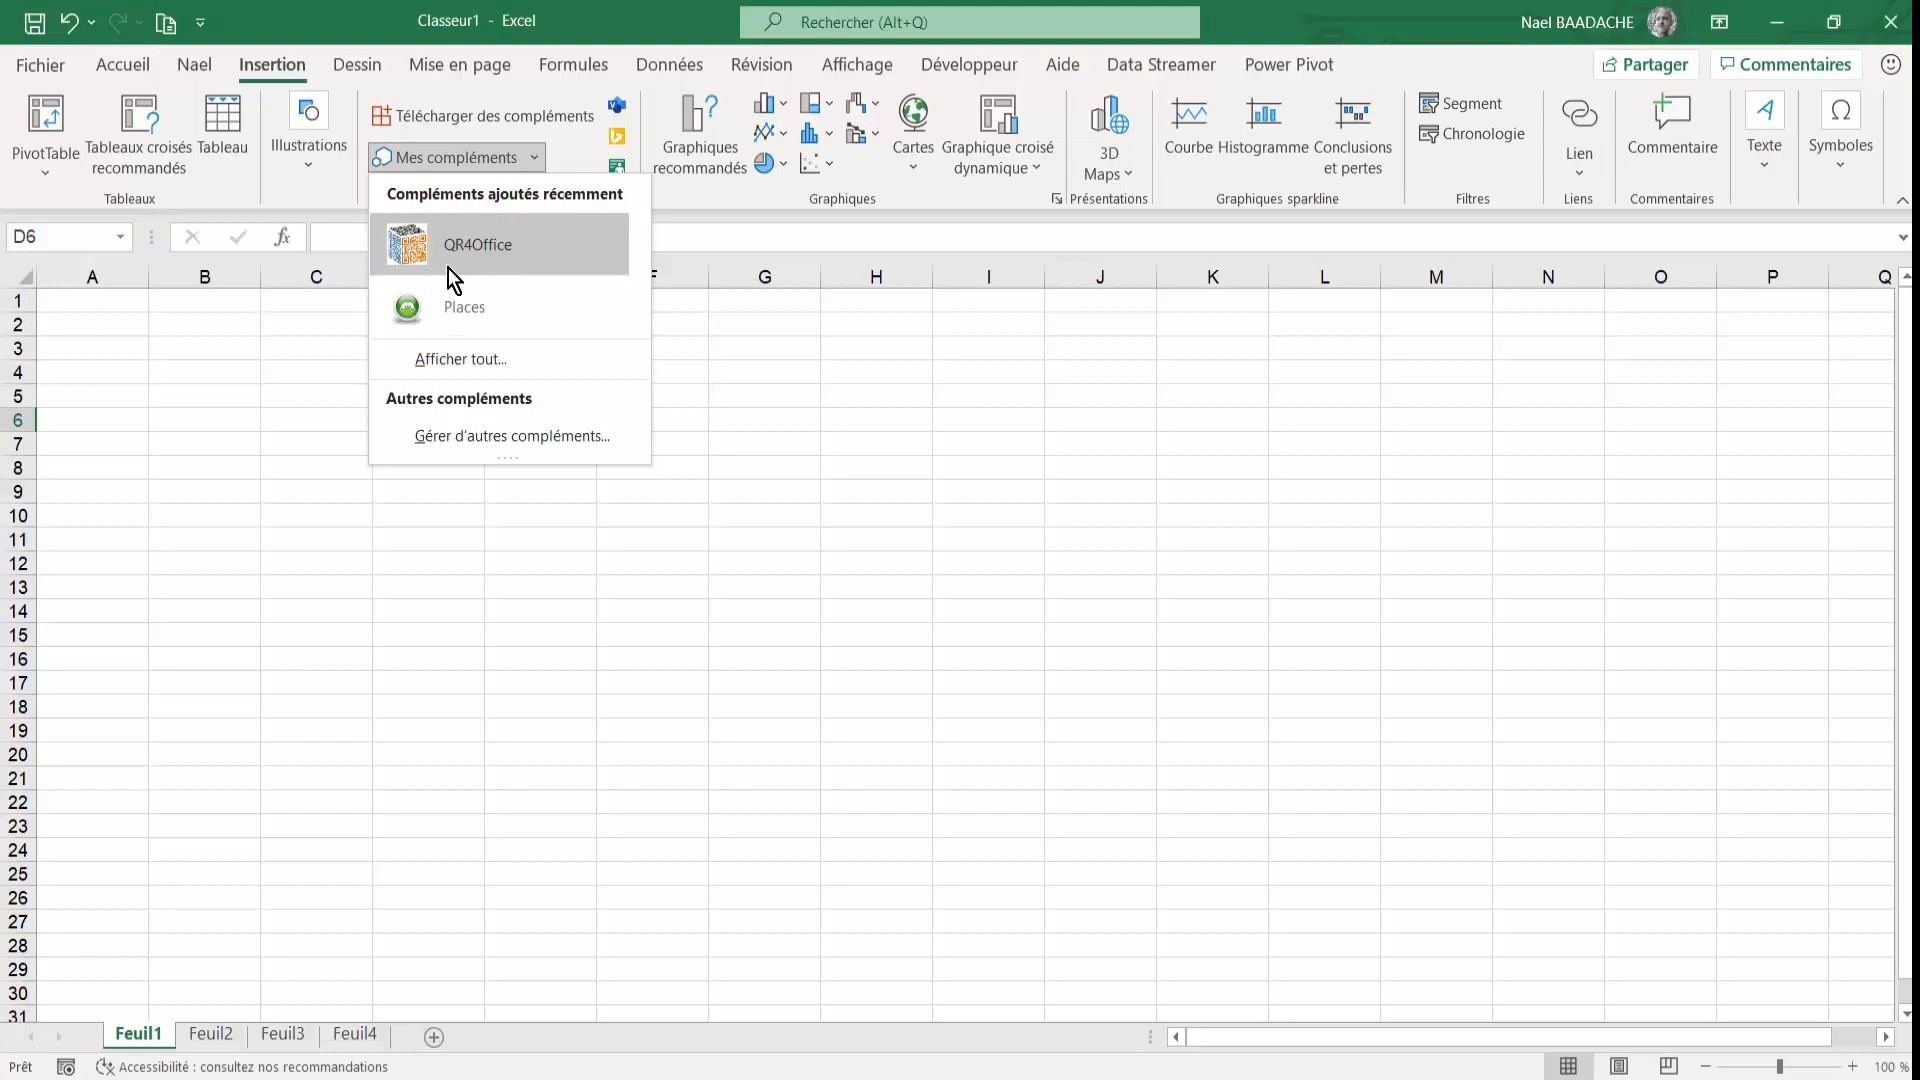 Classeur1 - Excel
Rechercher (Alt+Q)
Nael BAADACHE
Fichier Accueil Nael Insertion Dessin Mise en page Formules Données Révision Affichage Développeur Aide Data Streamer Power Pivot Partager Commentaires
PivotTable
Tableaux croisés recommandés
Tableau
Tableaux
Illustrations
Télécharger des compléments
Mes compléments
Graphiques recommandés
Cartes
Graphique croisé dynamique
Graphiques
3D Maps
Présentations
Courbe
Histogramme
Conclusions et pertes
Graphiques sparkline
Segment
Chronologie
Filtres
Lien
Liens
Commentaire
Commentaires
Texte
Symboles
Compléments ajoutés récemment
QR4Office
Places
Afficher tout...
Autres compléments
Gérer d'autres compléments...
D6
fx
A B C F G H I J K L M N O P Q
1
2
3
4
5
6
7
8
9
10
11
12
13
14
15
16
17
18
19
20
21
22
23
24
25
26
27
28
29
30
31
Feuil1 Feuil2 Feuil3 Feuil4
Prêt
Accessibilité : consultez nos recommandations
100 %